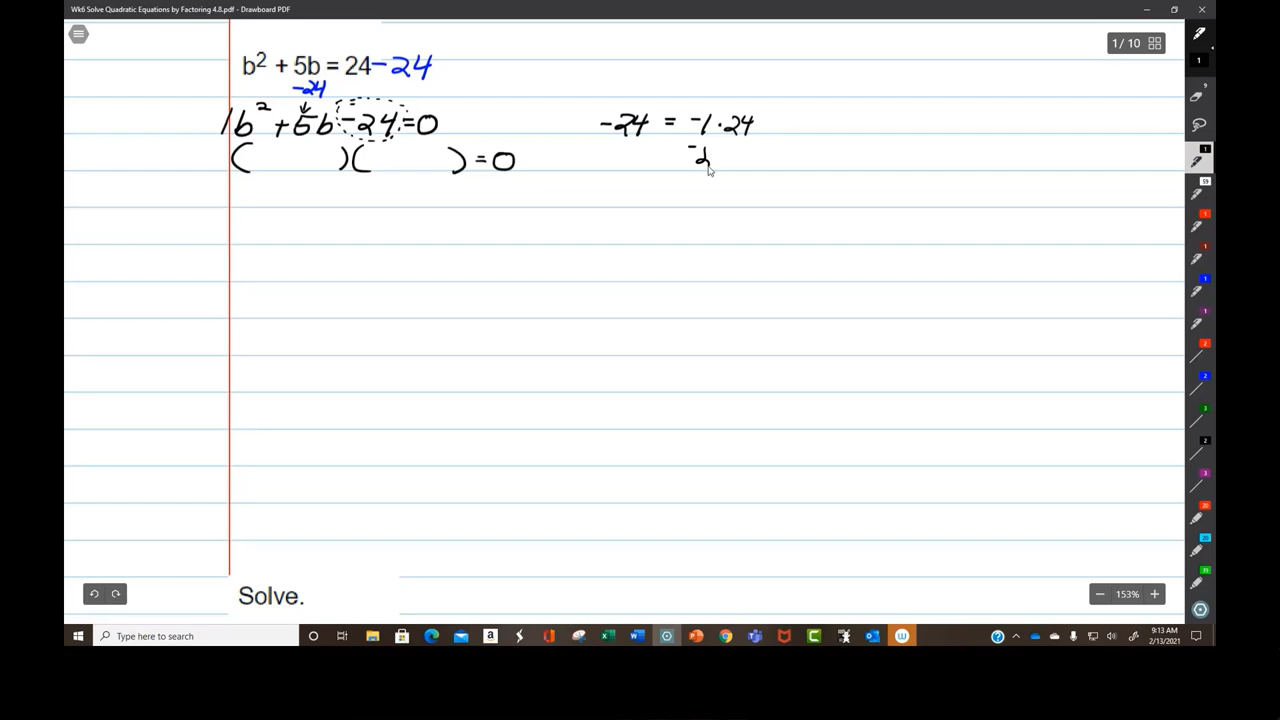 Wk6 Solve Quadratic Equations by Factoring 4.8.pdf - Drawboard PDF
1 / 10
b² + 5b = 24 -24
-24
1b² + 5b - 24 = 0
-24 = -1 · 24
( )( ) = 0
-2
Solve.
153%
Type here to search
9:13 AM
2/13/2021